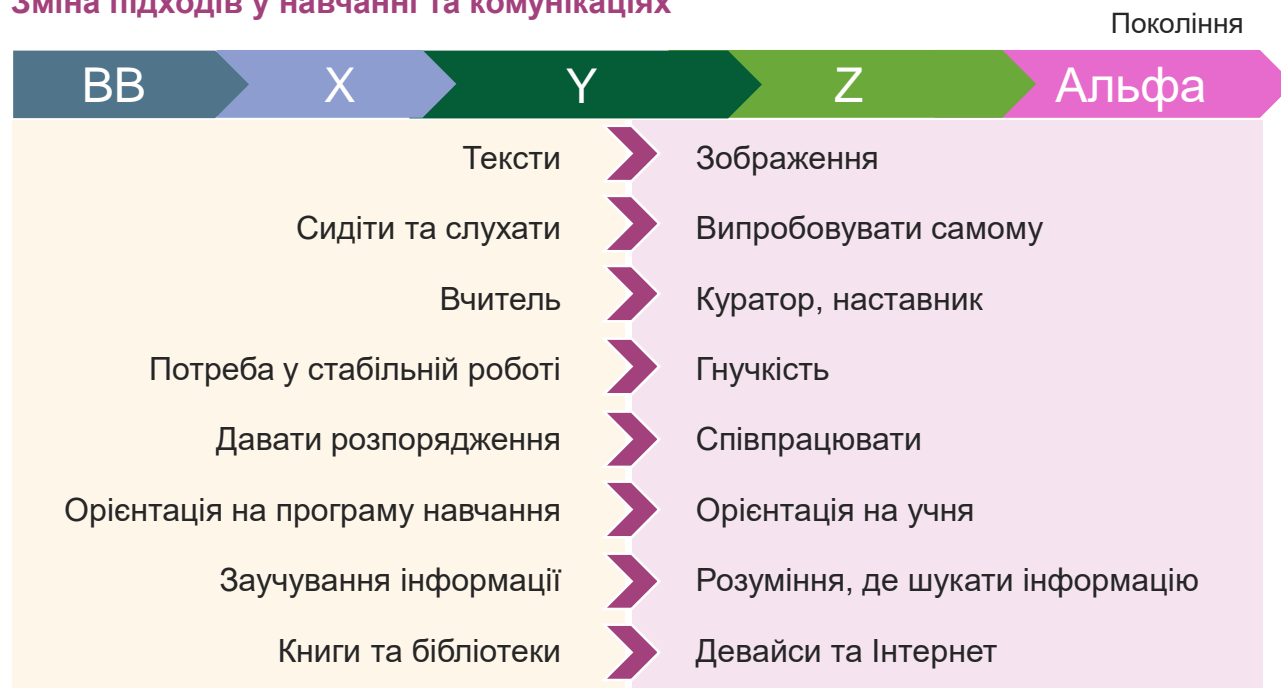 Зміна підходів у навчанні та комунікаціях
Покоління
BB X Y Z Альфа
Тексти Зображення
Сидіти та слухати Випробовувати самому
Вчитель Куратор, наставник
Потреба у стабільній роботі Гнучкість
Давати розпорядження Співпрацювати
Орієнтація на програму навчання Орієнтація на учня
Заучування інформації Розуміння, де шукати інформацію
Книги та бібліотеки Девайси та Інтернет